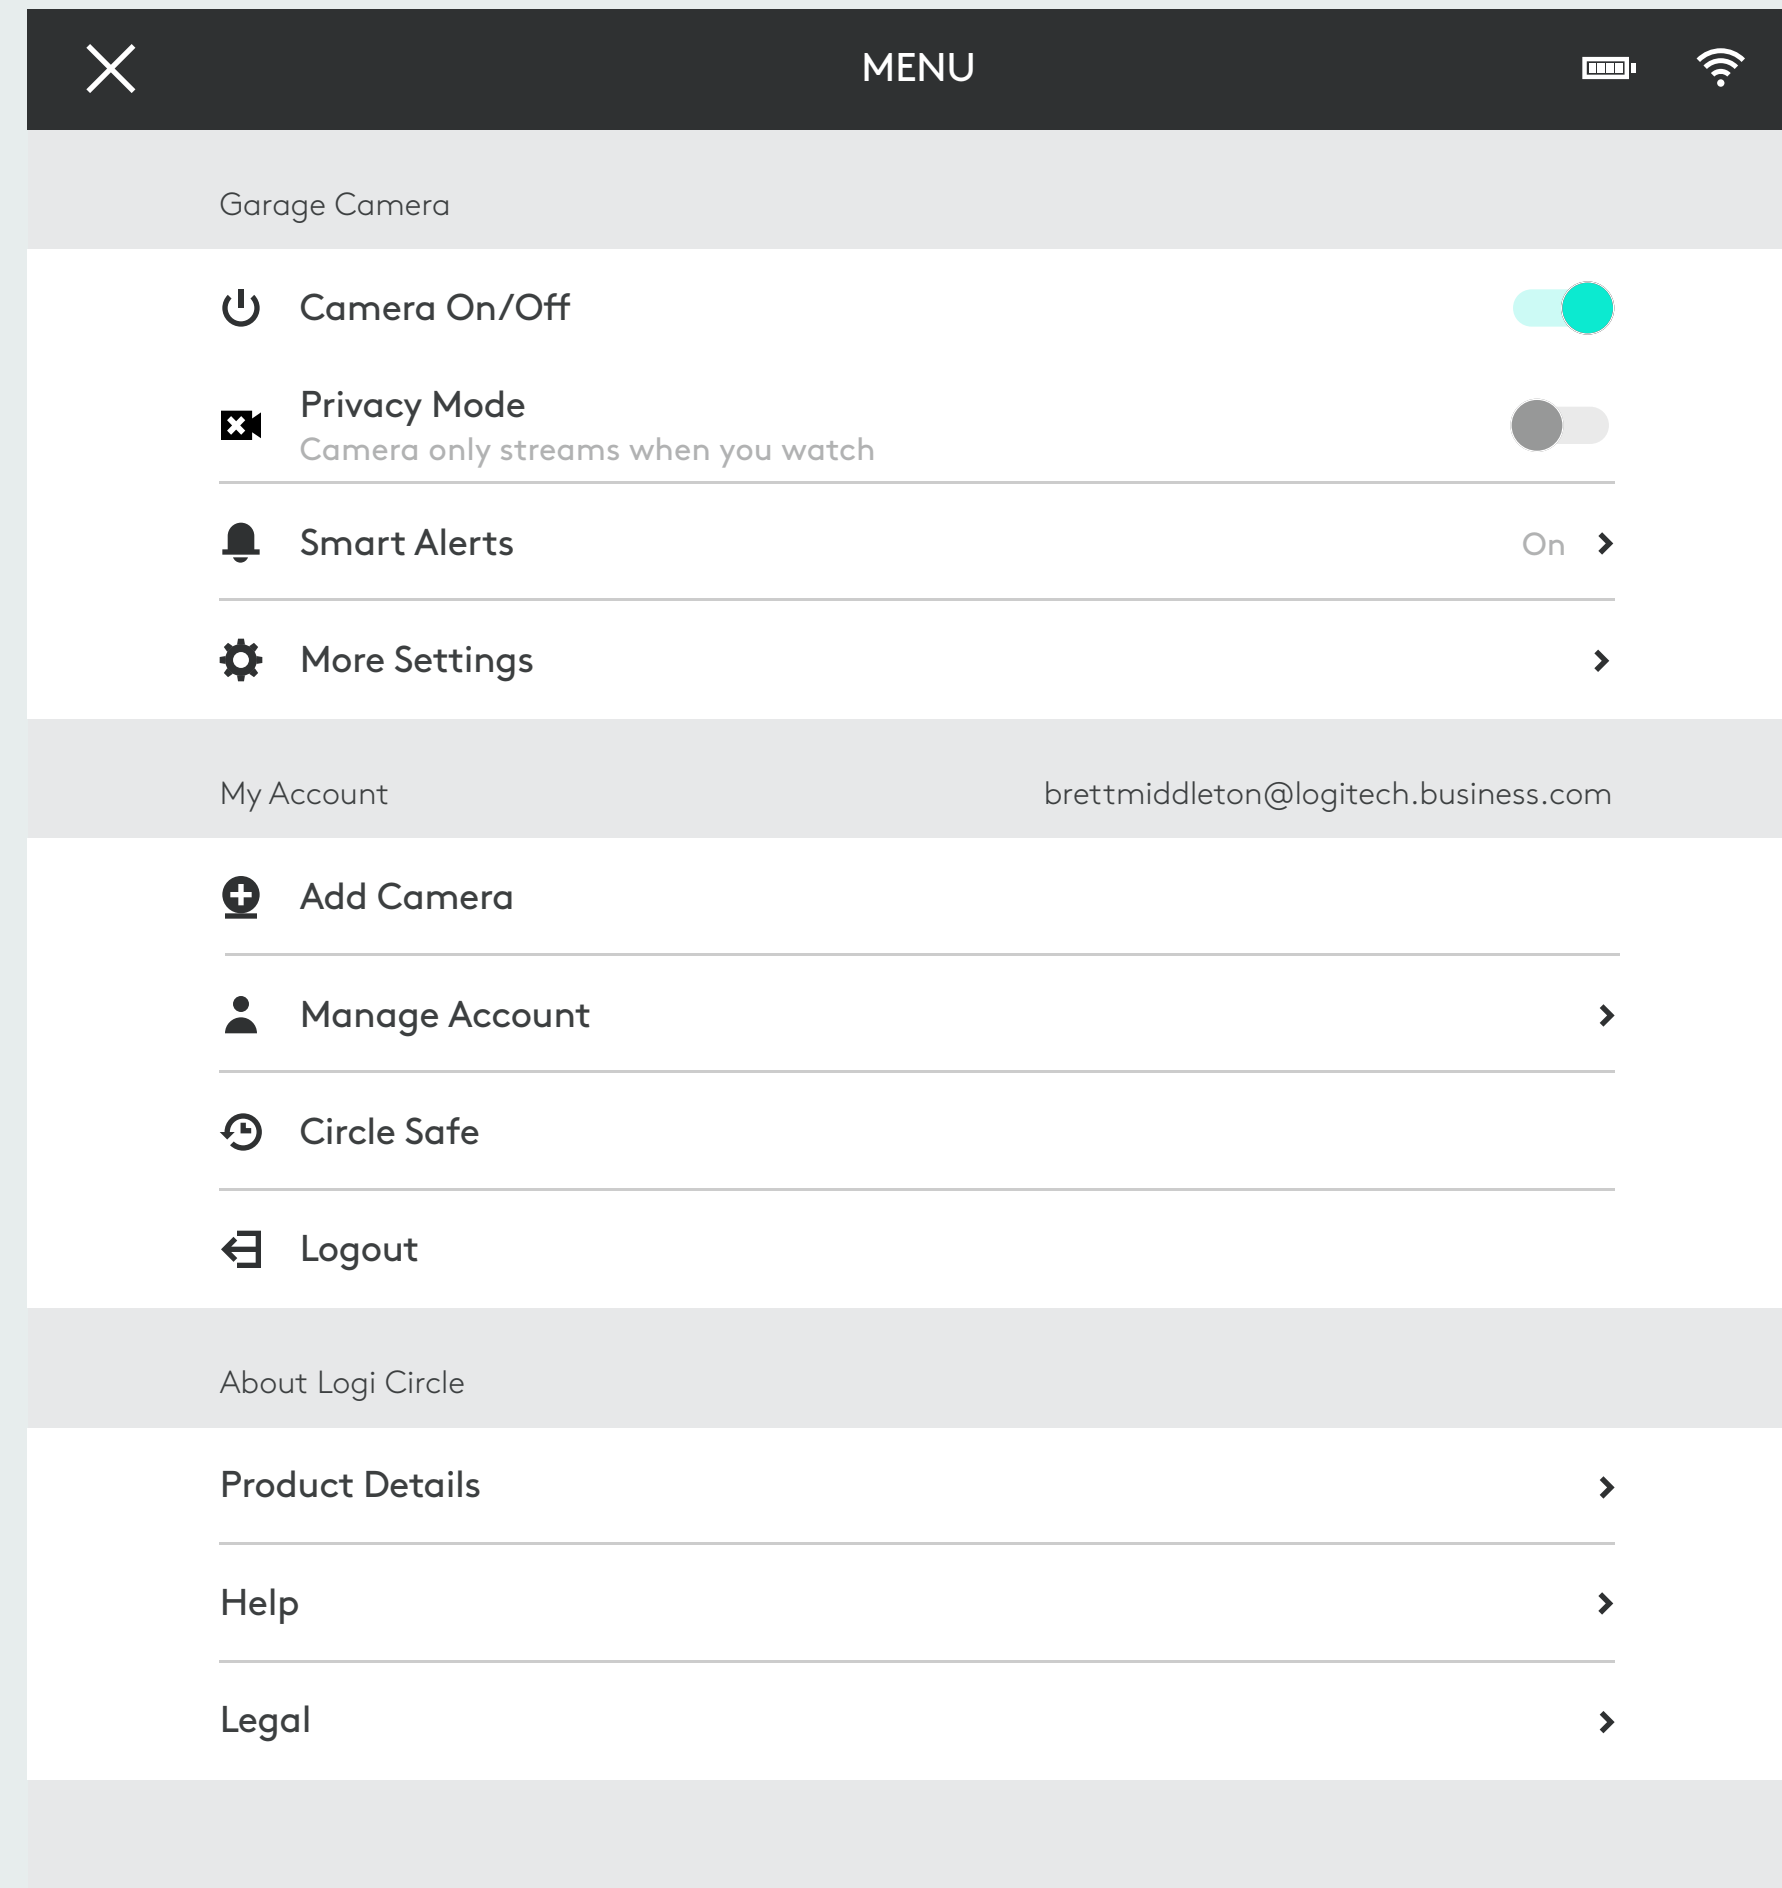 MENU
Garage Camera
Camera On/Off
Privacy Mode
Camera only streams when you watch
Smart Alerts On
More Settings
My Account brettmiddleton@logitech.business.com
Add Camera
Manage Account
Circle Safe
Logout
About Logi Circle
Product Details
Help
Legal